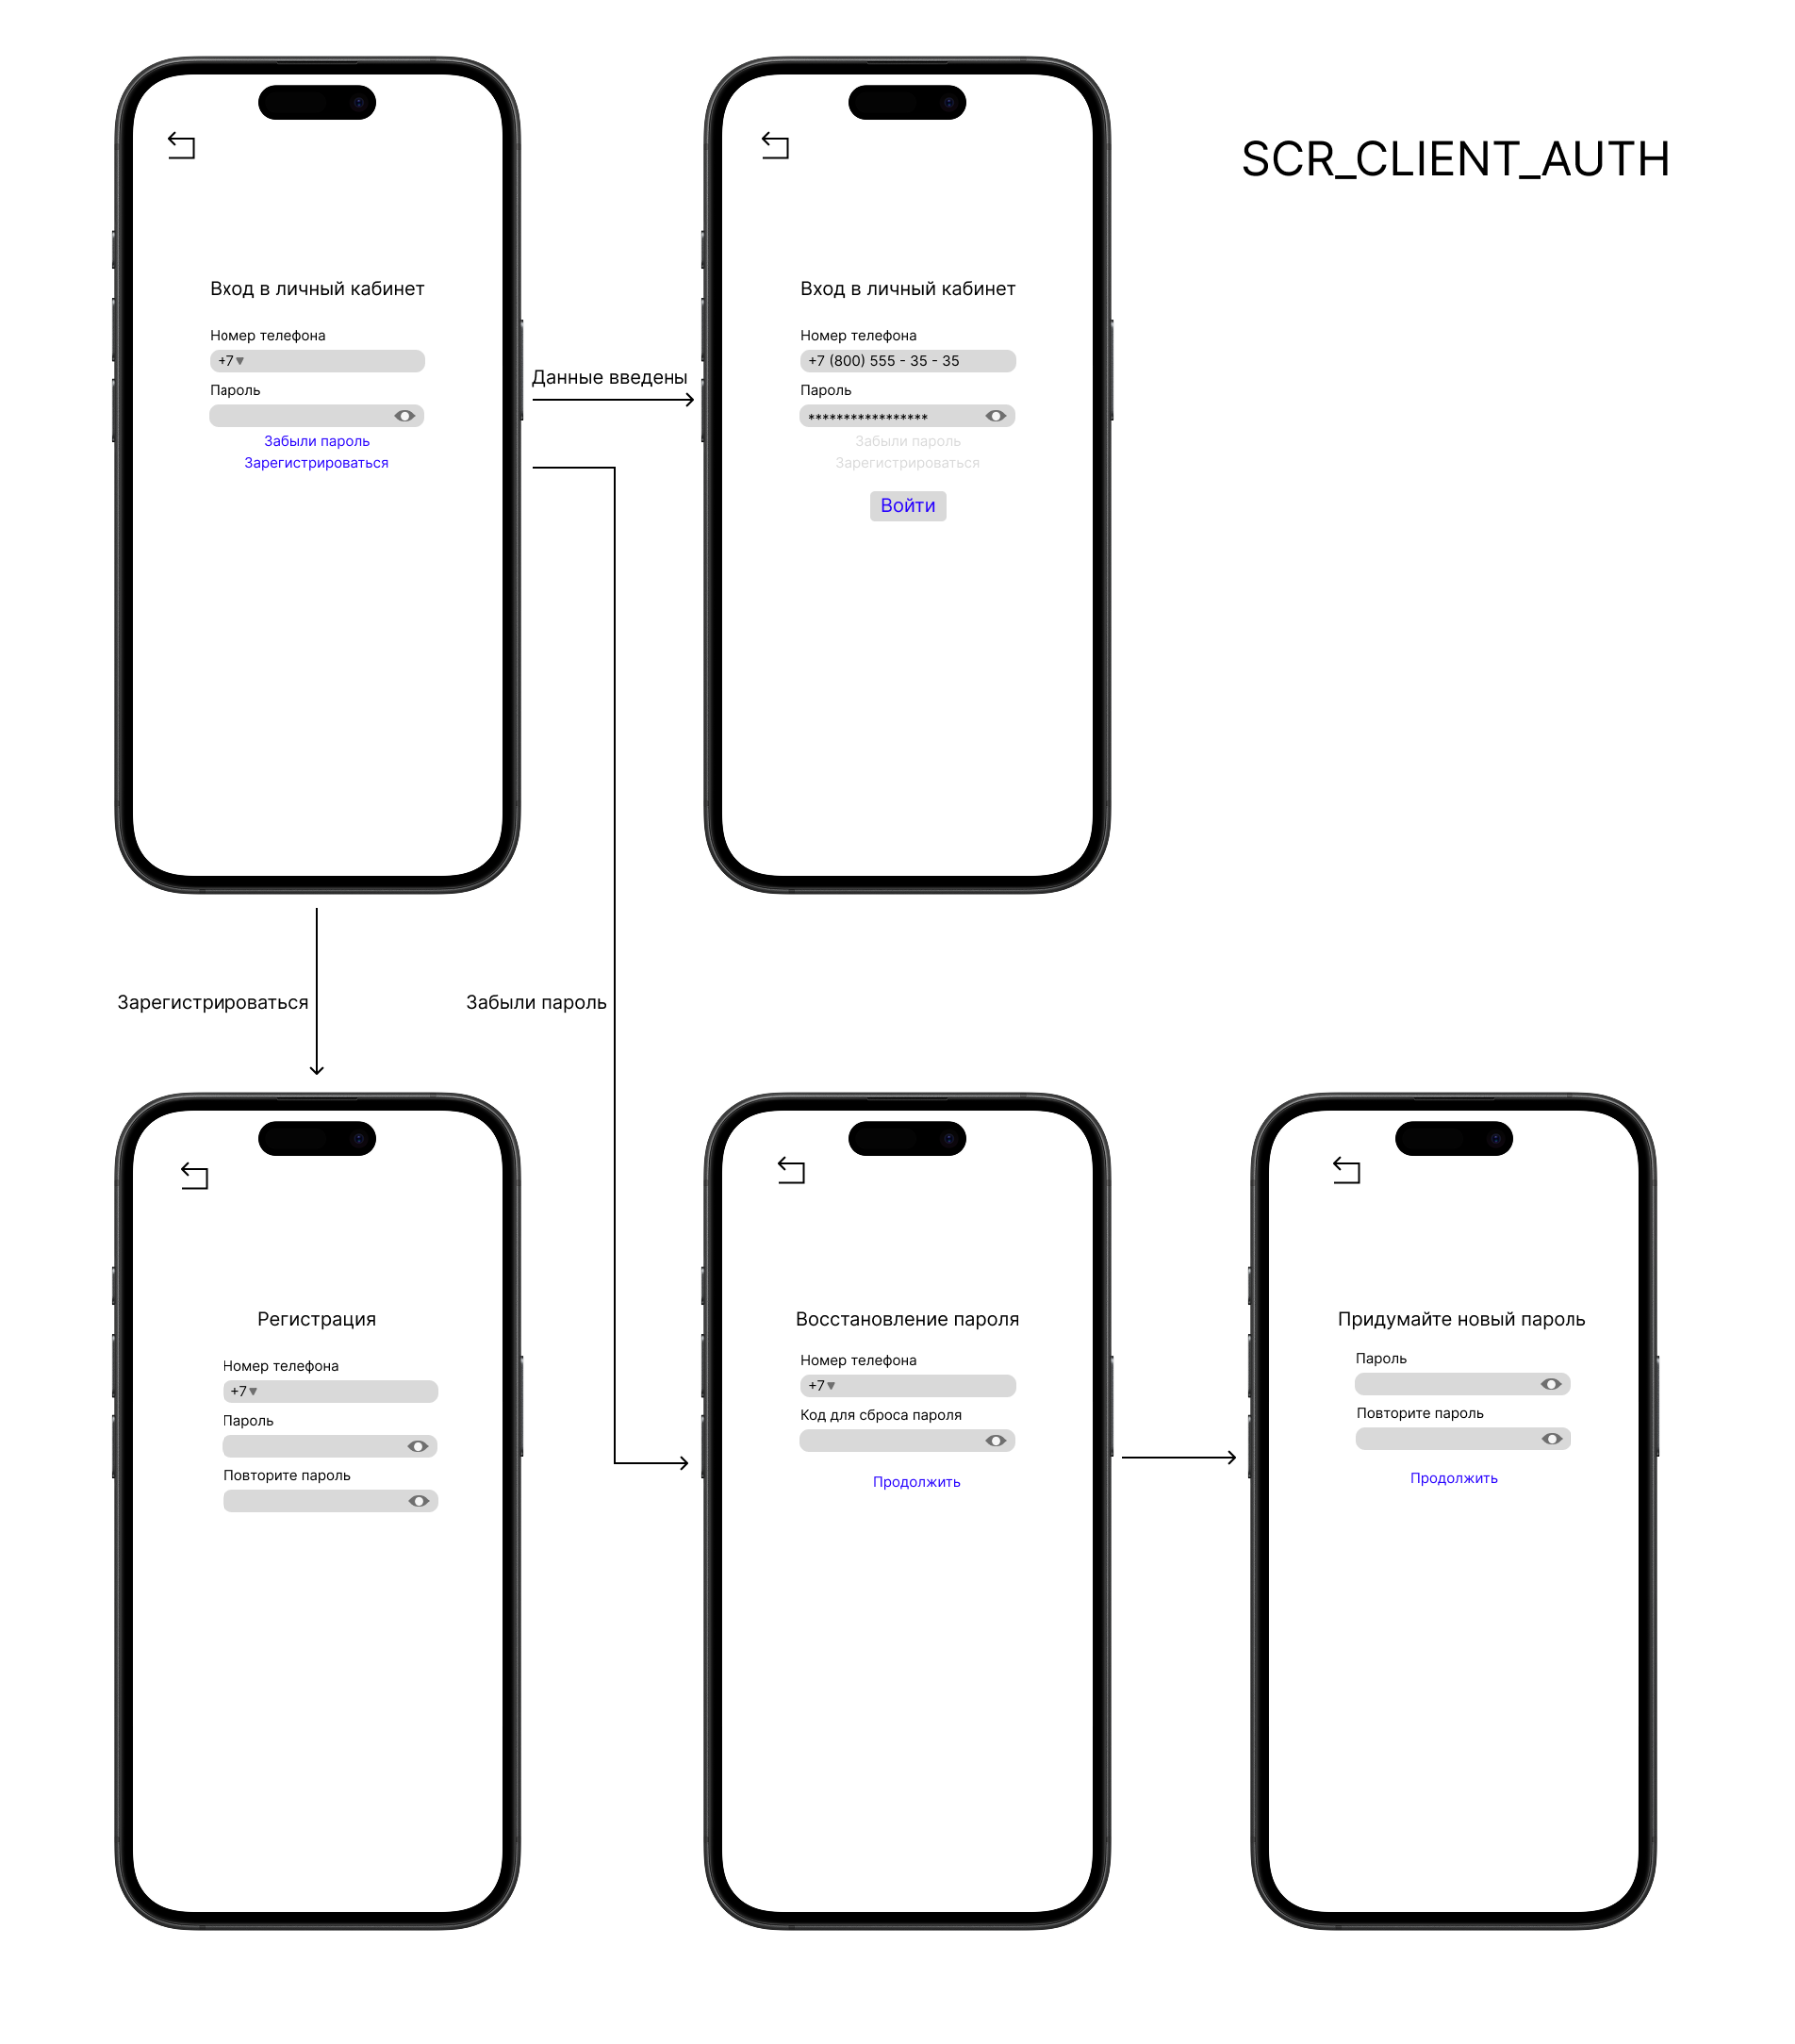 SCR_CLIENT_AUTH
Вход в личный кабинет
Номер телефона
+7▾
Пароль
Забыли пароль
Зарегистрироваться
Данные введены
Вход в личный кабинет
Номер телефона
+7 (800) 555 - 35 - 35
Пароль
*****************
Забыли пароль
Зарегистрироваться
Войти
Зарегистрироваться
Забыли пароль
Регистрация
Номер телефона
+7▾
Пароль
Повторите пароль
Восстановление пароля
Номер телефона
+7▾
Код для сброса пароля
Продолжить
Придумайте новый пароль
Пароль
Повторите пароль
Продолжить